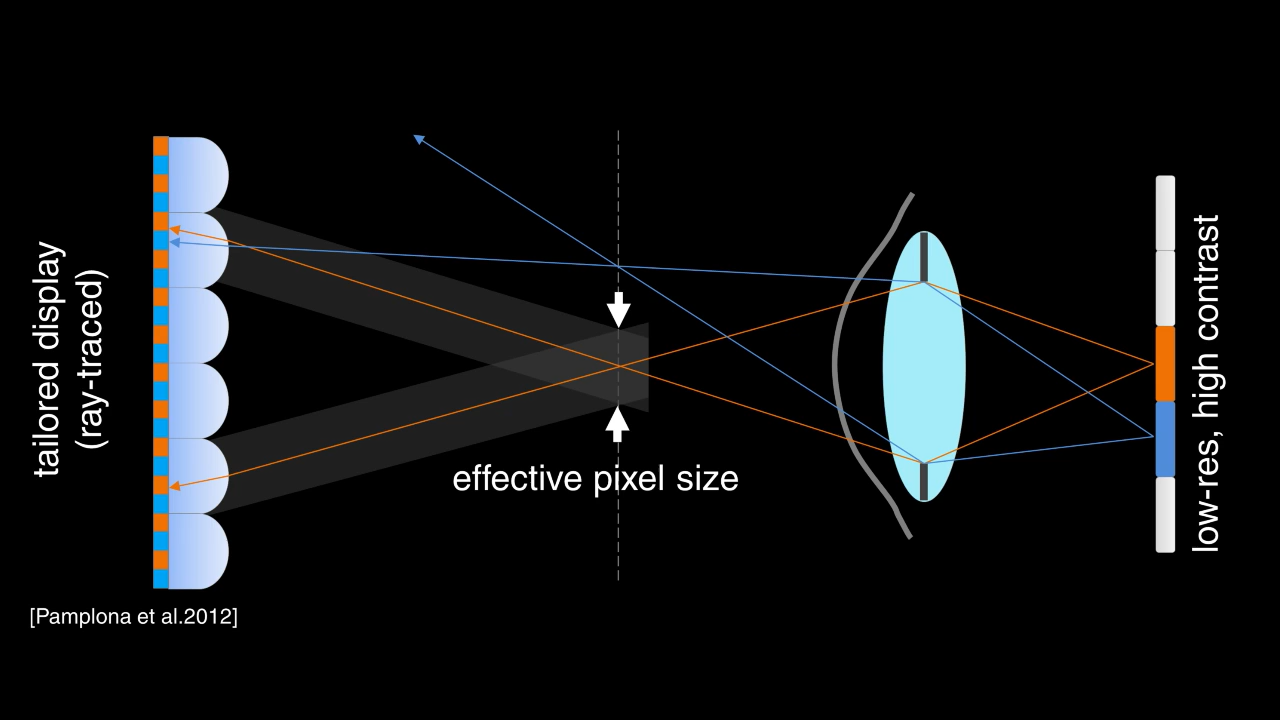 tailored display
(ray-traced)
effective pixel size
low-res, high contrast
[Pamplona et al.2012]